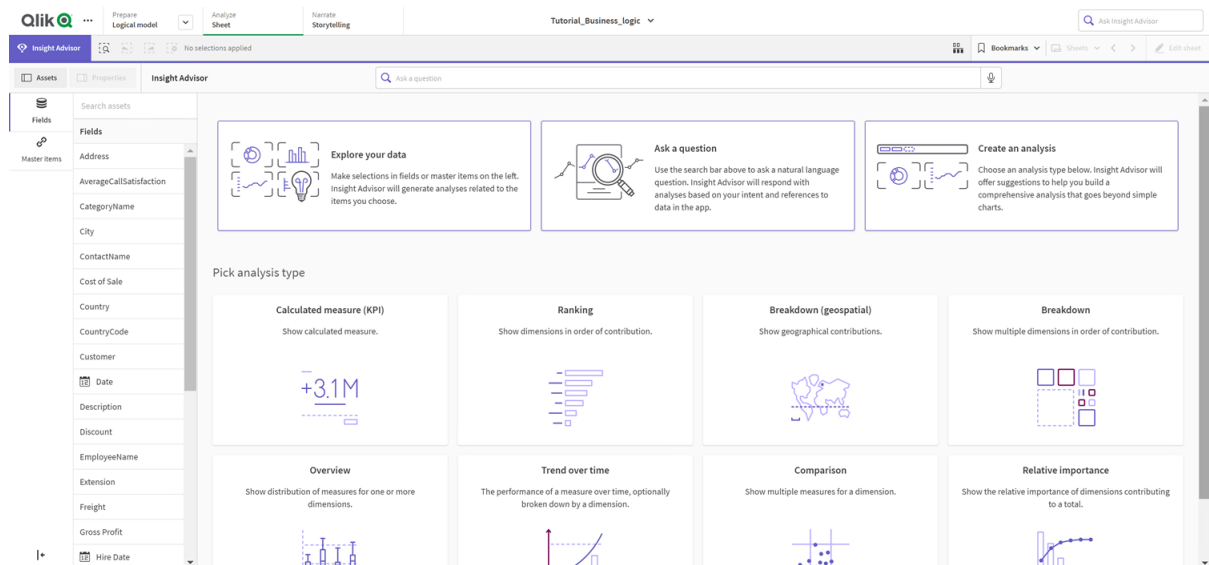 Qlik
Prepare
Logical model
Analyze
Sheet
Narrate
Storytelling
Tutorial_Business_logic
Ask Insight Advisor
Insight Advisor
No selections applied
Bookmarks
Sheets
Edit sheet
Assets
Properties
Insight Advisor
Ask a question
Fields
Master items
Search assets
Fields
Address
AverageCallSatisfaction
CategoryName
City
ContactName
Cost of Sale
Country
CountryCode
Customer
Date
Description
Discount
EmployeeName
Extension
Freight
Gross Profit
Hire Date
Explore your data
Make selections in fields or master items on the left.
Insight Advisor will generate analyses related to the
items you choose.
Ask a question
Use the search bar above to ask a natural language
question. Insight Advisor will respond with
analyses based on your intent and references to
data in the app.
Create an analysis
Choose an analysis type below. Insight Advisor will
offer suggestions to help you build a
comprehensive analysis that goes beyond simple
charts.
Pick analysis type
Calculated measure (KPI)
Show calculated measure.
+3.1M
Ranking
Show dimensions in order of contribution.
Breakdown (geospatial)
Show geographical contributions.
Breakdown
Show multiple dimensions in order of contribution.
Overview
Show distribution of measures for one or more
dimensions.
Trend over time
The performance of a measure over time, optionally
broken down by a dimension.
Comparison
Show multiple measures for a dimension.
Relative importance
Show the relative importance of dimensions contributing
to a total.